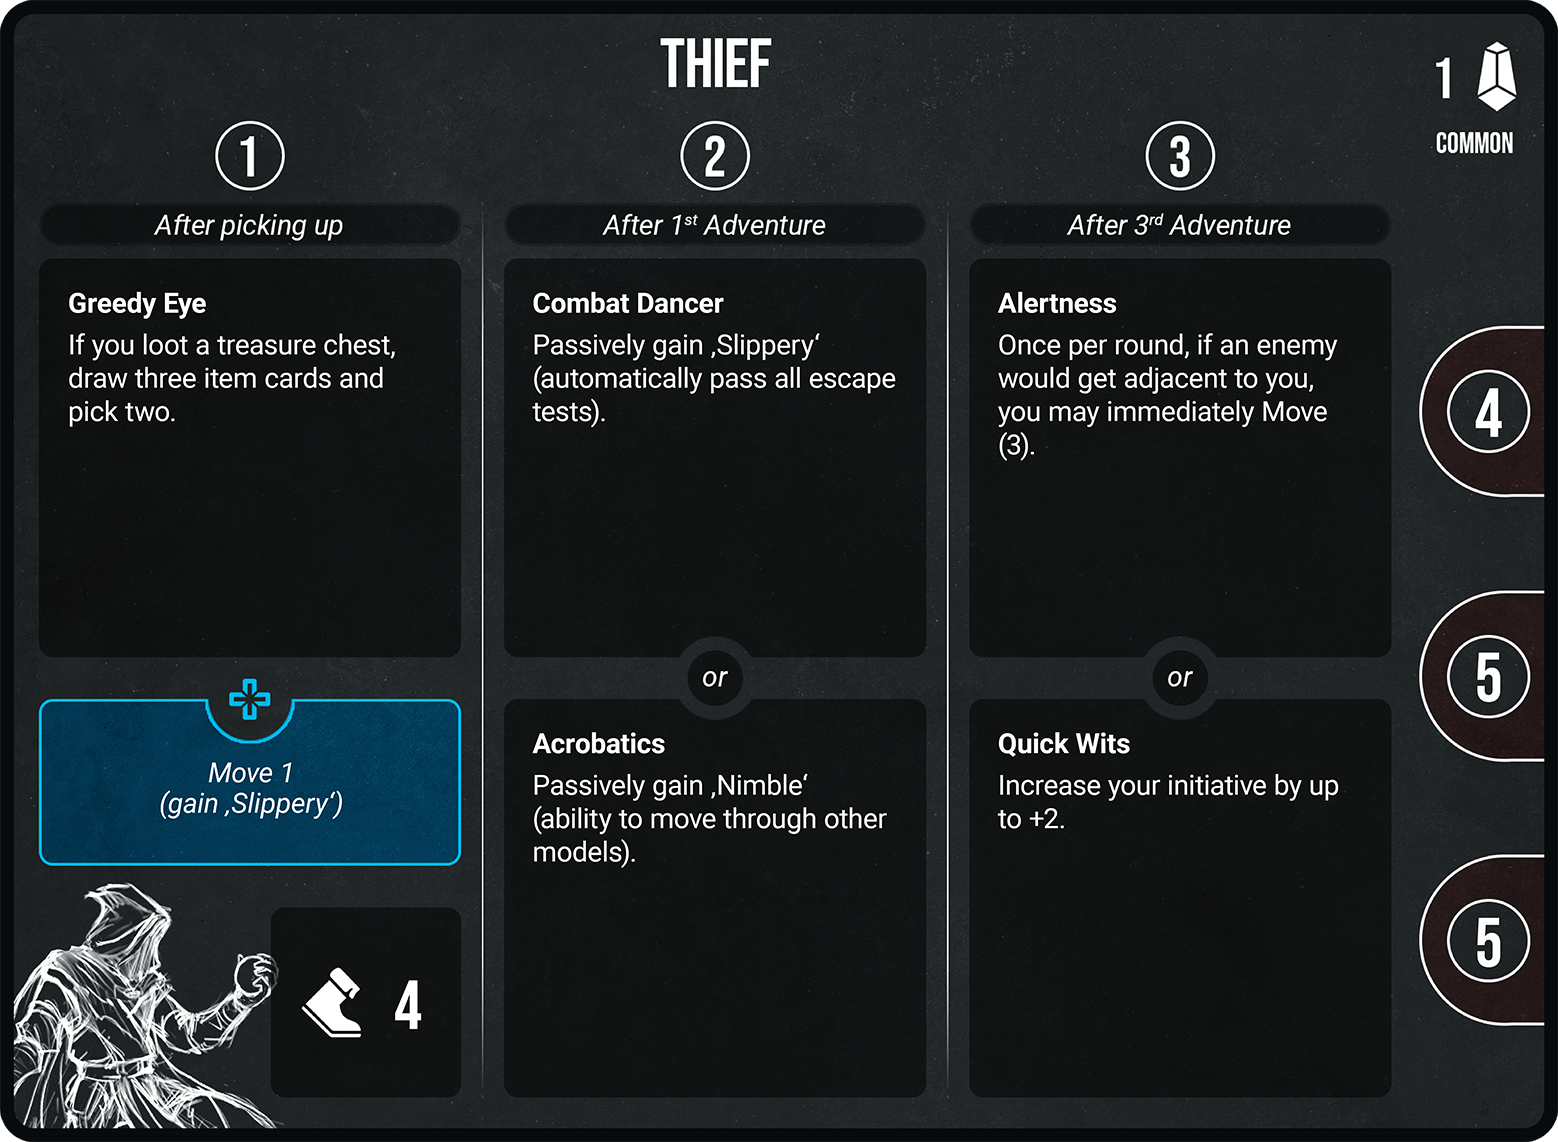 THIEF
1
COMMON
1
After picking up
Greedy Eye
If you loot a treasure chest,
draw three item cards and
pick two.
Move 1
(gain ‚Slippery‘)
4
2
After 1st Adventure
Combat Dancer
Passively gain ‚Slippery‘
(automatically pass all escape
tests).
or
Acrobatics
Passively gain ‚Nimble‘
(ability to move through other
models).
3
After 3rd Adventure
Alertness
Once per round, if an enemy
would get adjacent to you,
you may immediately Move
(3).
or
Quick Wits
Increase your initiative by up
to +2.
4
5
5